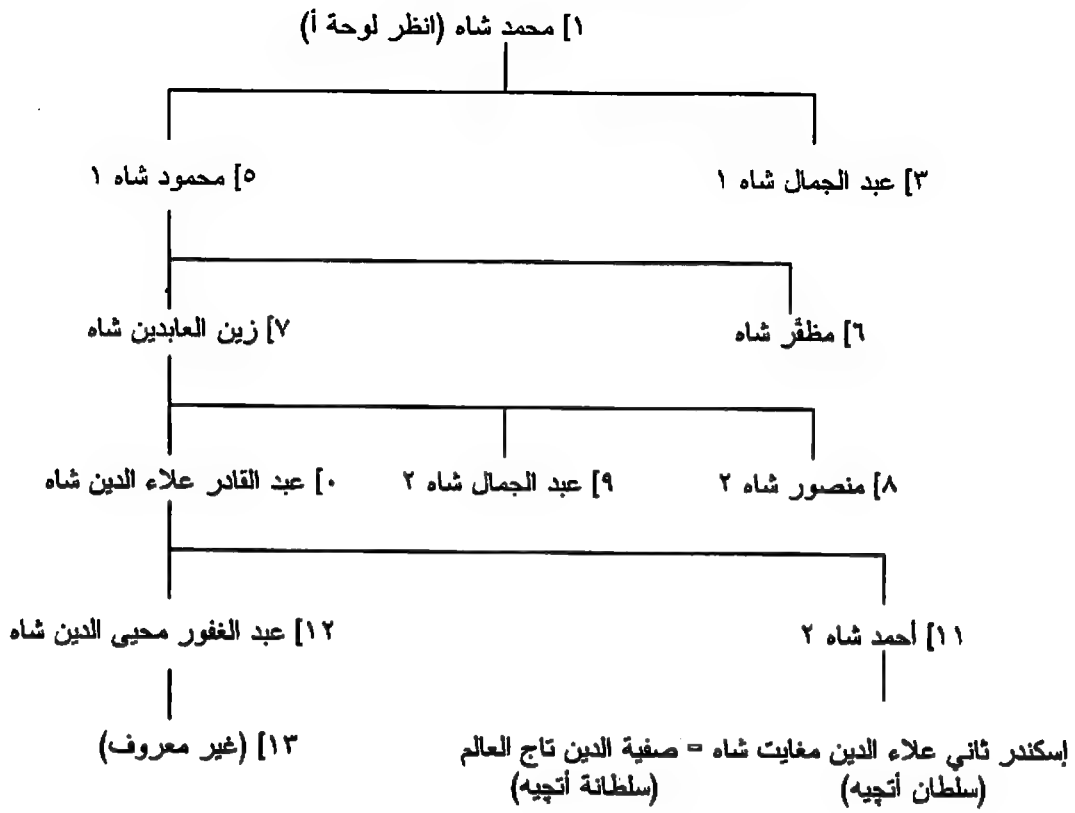 ١] محمد شاه (انظر لوحة أ)
٣] عبد الجمال شاه ١
٥] محمود شاه ١
٦] مظفّر شاه
٧] زين العابدين شاه
٨] منصور شاه ٢
٩] عبد الجمال شاه ٢
٠] عبد القادر علاء الدين شاه
١١] أحمد شاه ٢
١٢] عبد الغفور محيى الدين شاه
إسكندر ثاني علاء الدين مغايت شاه = صفية الدين تاج العالم
(سلطان أتچيه) (سلطانة أتچيه)
١٣] (غير معروف)